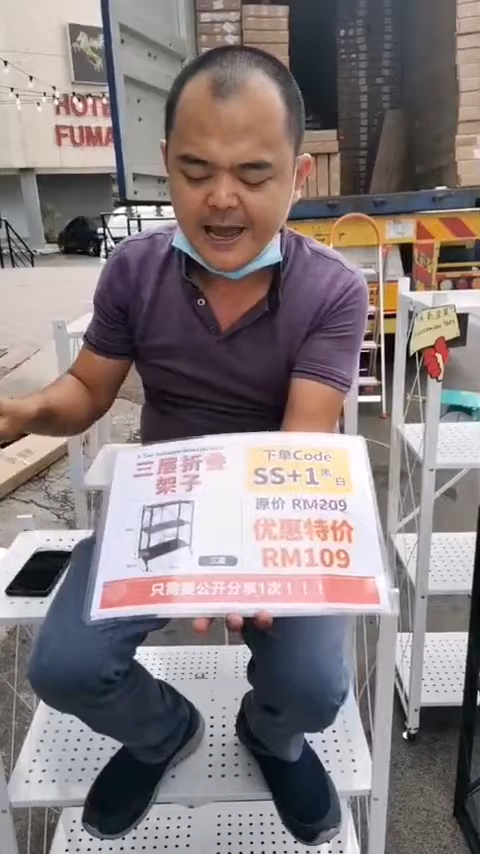 HOTEL
FUMA
三层折叠
架子
下单Code
SS+1
原价 RM209
优惠特价
RM109
只需要公开分享1次！！！